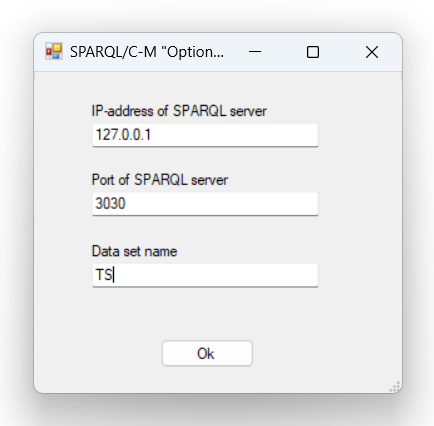 SPARQL/C-M "Option...
IP-address of SPARQL server
127.0.0.1
Port of SPARQL server
3030
Data set name
TS
Ok